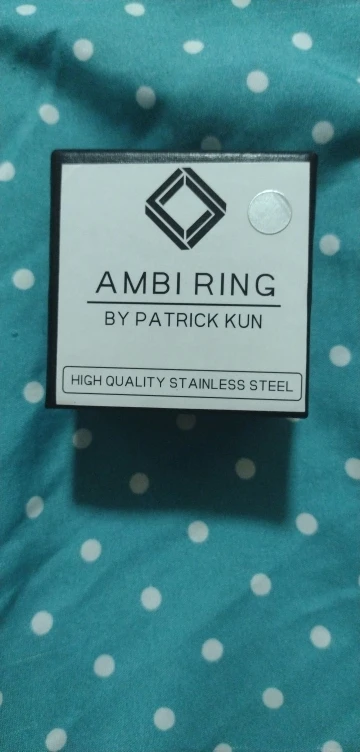 AMBI RING
BY PATRICK KUN
HIGH QUALITY STAINLESS STEEL